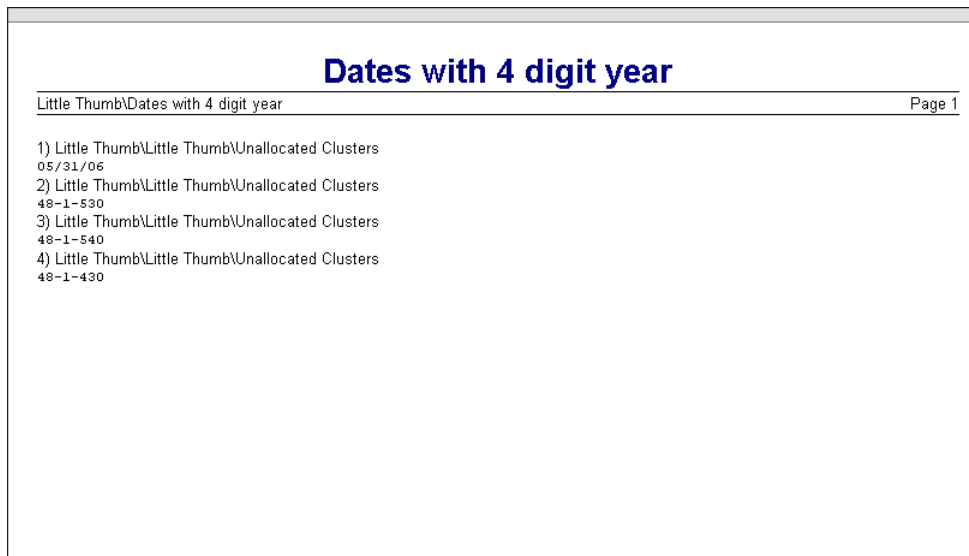 Dates with 4 digit year
Little Thumb\Dates with 4 digit year Page 1
1) Little Thumb\Little Thumb\Unallocated Clusters
05/31/06
2) Little Thumb\Little Thumb\Unallocated Clusters
48-1-530
3) Little Thumb\Little Thumb\Unallocated Clusters
48-1-540
4) Little Thumb\Little Thumb\Unallocated Clusters
48-1-430